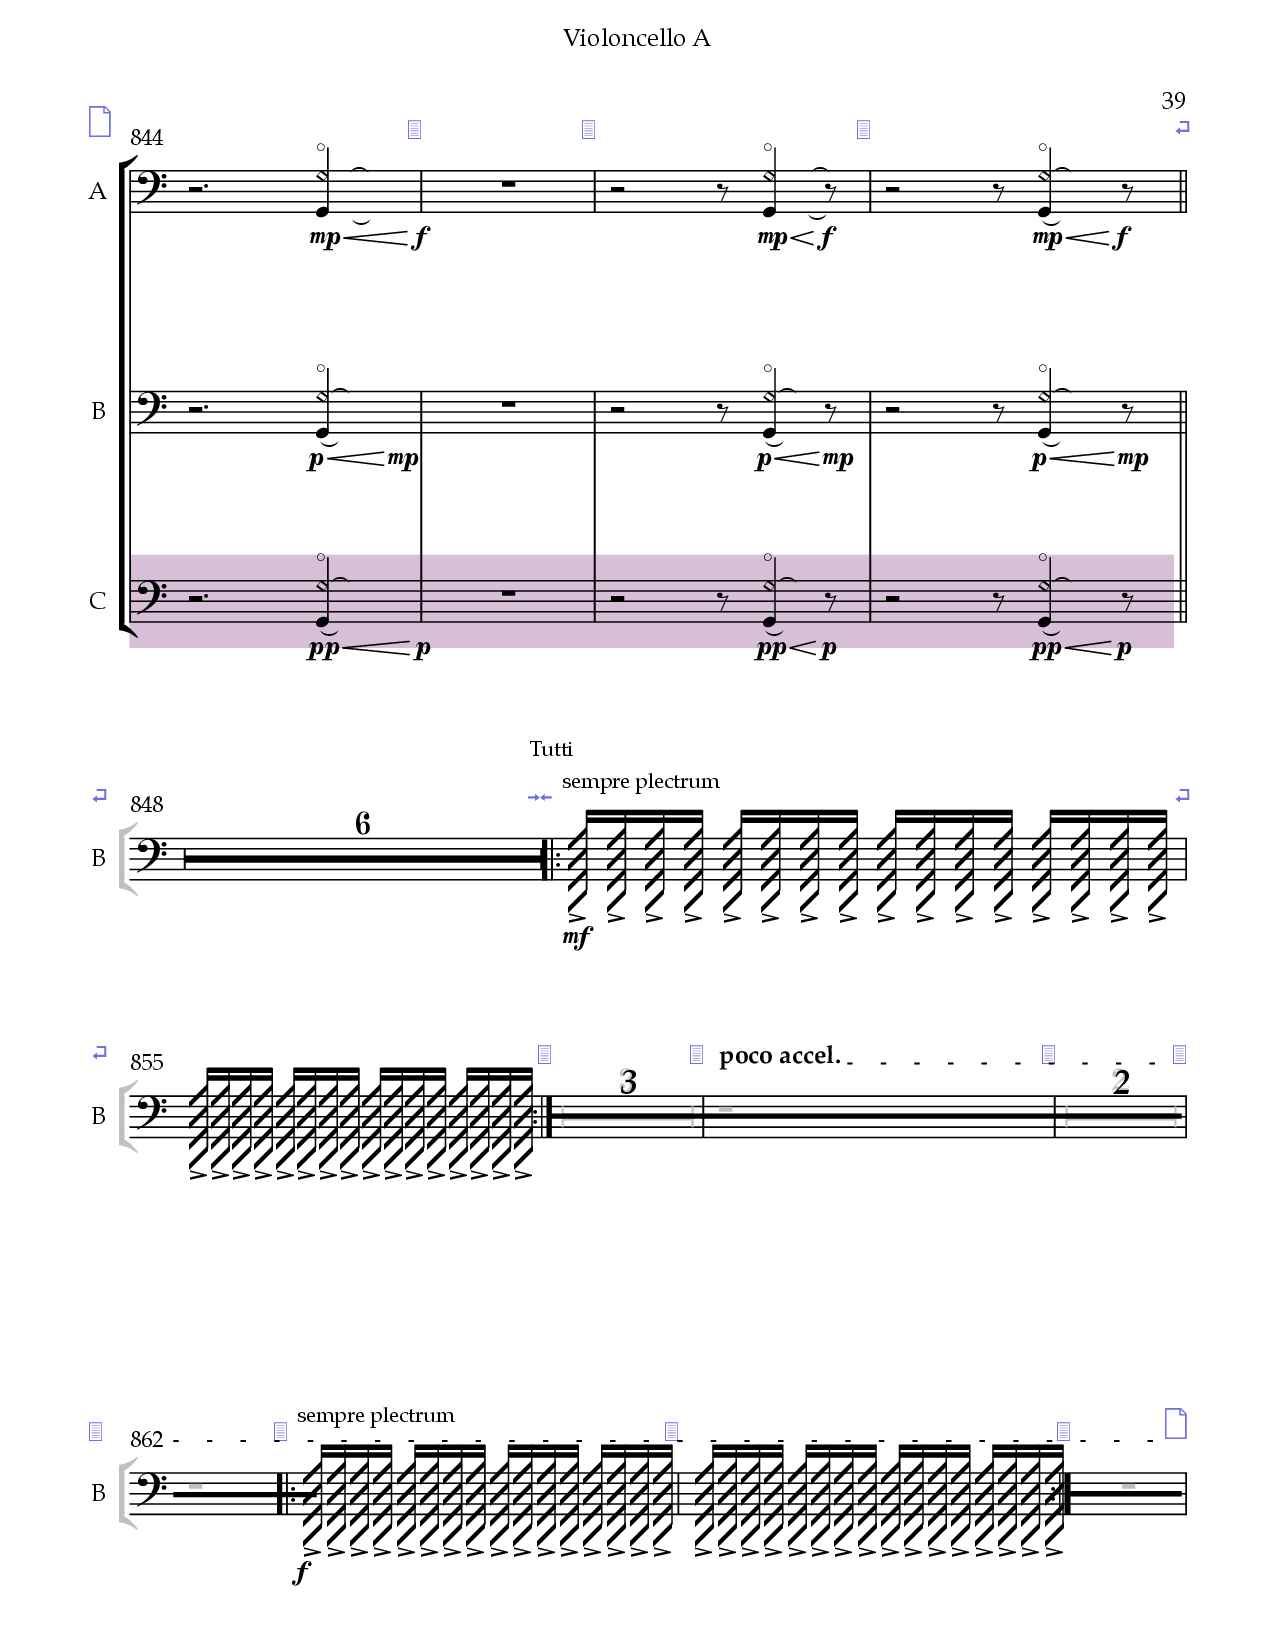 Violoncello A
39
844
A
mp f mp f mp f
B
p mp p mp p mp
C
pp p pp p pp p
Tutti
sempre plectrum
848
6
B
mf
855
poco accel. - - - - - - - - - -
3 2
B
sempre plectrum
862 - - - - - - - - - - - - - - - - - - - - - - - - - - - - - -
B
f